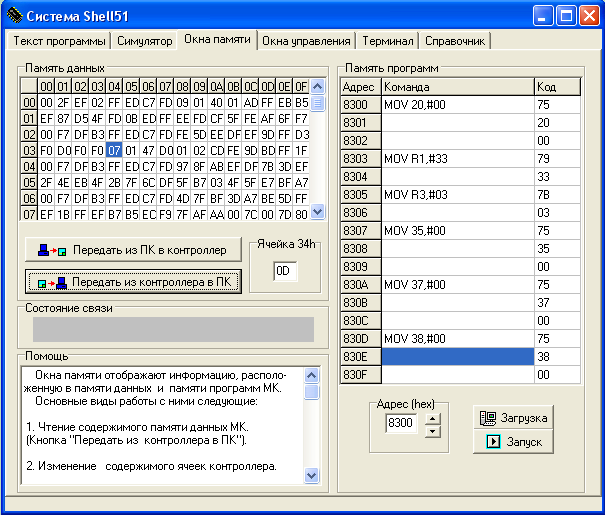 Система Shell51
Текст программы Симулятор Окна памяти Окна управления Терминал Справочник
Память данных
00 01 02 03 04 05 06 07 08 09 0A 0B 0C 0D 0E 0F
00 00 2F EF 02 FF ED C7 FD 09 01 40 01 AD FF EB B5
01 EF 87 D5 4F FD 0B ED FF EE FD CF 5F FE AF 6F F7
02 00 F7 DF B3 FF ED C7 FD FE 5D EE DF EF 9D FF D3
03 F0 D0 F0 F0 07 01 47 D0 01 02 CD FE 9D BD FF 1F
04 00 F7 DF B3 FF ED C7 FD 97 8F AB EF DF 7B 3D EF
05 2F 4E EB 4F 2B 7F 6C DF 5F B7 03 4F 5F E7 BF A7
06 00 F7 DF B3 FF ED C7 FD 4D 7F BF 3D A7 BE 5D FF
07 EF 1B FF EF B7 B5 EC F9 7F AF AA 00 7C 00 7D 80
Передать из ПК в контроллер
Передать из контроллера в ПК
Ячейка 34h
0D
Состояние связи
Помощь
Окна памяти отображают информацию, располо-
женную в памяти данных и памяти программ МК.
Основные виды работы с ними следующие:
1. Чтение содержимого памяти данных МК.
(Кнопка "Передать из контроллера в ПК").
2. Изменение содержимого ячеек контроллера.
Память программ
Адрес Команда Код
8300 MOV 20,#00 75
8301 20
8302 00
8303 MOV R1,#33 79
8304 33
8305 MOV R3,#03 7B
8306 03
8307 MOV 35,#00 75
8308 35
8309 00
830A MOV 37,#00 75
830B 37
830C 00
830D MOV 38,#00 75
830E 38
830F 00
Адрес (hex)
8300
Загрузка
Запуск